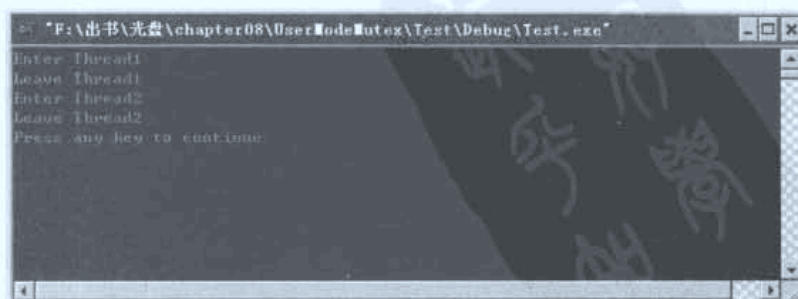 "F:\出书\光盘\chapter08\UserModeMutex\Test\Debug\Test.exe"
Enter Thread1
Leave Thread1
Enter Thread2
Leave Thread2
Press any key to continue